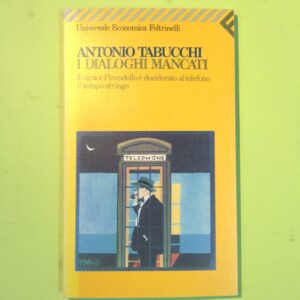 Universale Economica Feltrinelli
ANTONIO TABUCCHI
I DIALOGHI MANCATI
Il signor Pirandello è desiderato al telefono
Il tempo stringe
TELEPHONE